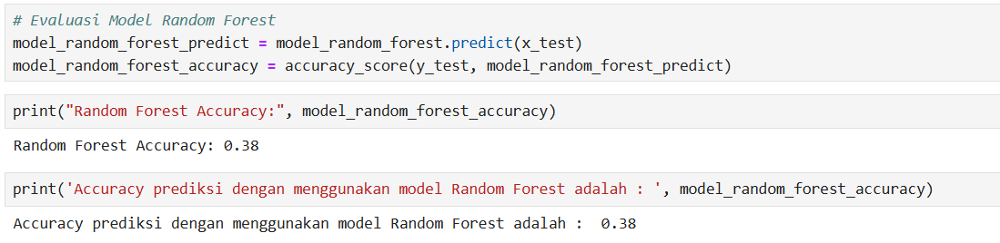 # Evaluasi Model Random Forest
model_random_forest_predict = model_random_forest.predict(x_test)
model_random_forest_accuracy = accuracy_score(y_test, model_random_forest_predict)
print("Random Forest Accuracy:", model_random_forest_accuracy)
Random Forest Accuracy: 0.38
print('Accuracy prediksi dengan menggunakan model Random Forest adalah : ', model_random_forest_accuracy)
Accuracy prediksi dengan menggunakan model Random Forest adalah :  0.38